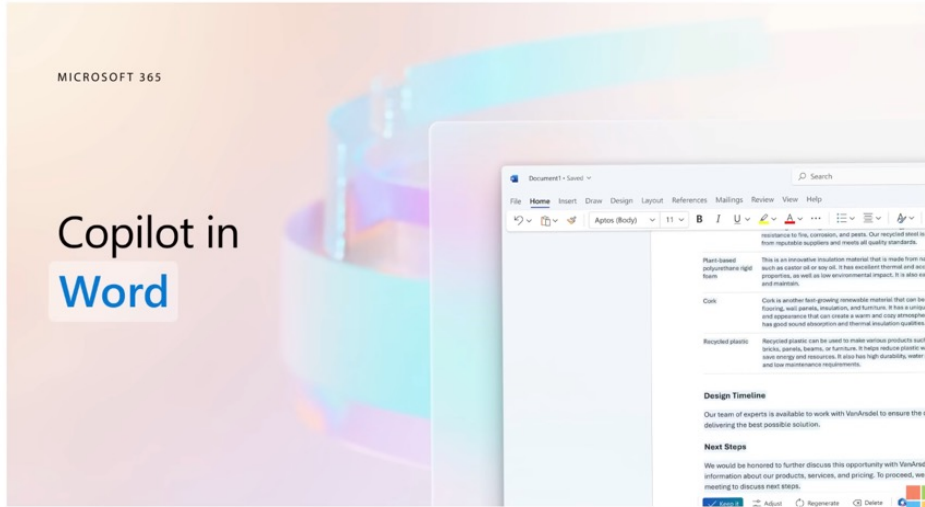 MICROSOFT 365
Copilot in
Word
Document1 • Saved
Search
File Home Insert Draw Design Layout References Mailings Review View Help
Aptos (Body) 11 B I U A
resistance to fire, corrosion, and pests. Our recycled steel is
from reputable suppliers and meets all quality standards.
Plant-based
polyurethane rigid
foam
This is an innovative insulation material that is made from
such as castor oil or soy oil. It has excellent thermal and
properties, as well as low environmental impact. It is also
and maintain.
Cork
Cork is another fast-growing renewable material that can be
flooring, wall panels, insulation, and furniture. It has a
and appearance that can create a warm and cozy
has good sound absorption and thermal insulation qualities
Recycled plastic
Recycled plastic can be used to make various products
bricks, panels, beams, or furniture. It helps reduce plastic
save energy and resources. It also has high durability, water
and low maintenance requirements.
Design Timeline
Our team of experts is available to work with VanArsdel to ensure the
delivering the best possible solution.
Next Steps
We would be honored to further discuss this opportunity with
information about our products, services, and pricing. To proceed, we
meeting to discuss next steps.
Keep it Adjust Regenerate Delete